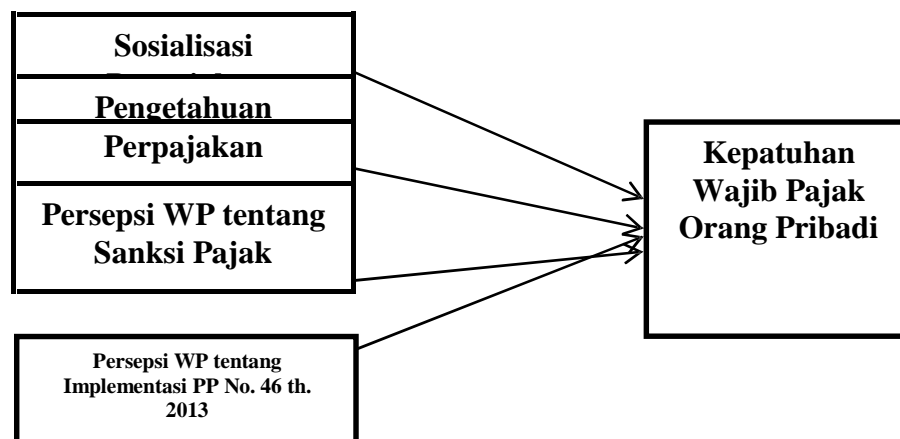 Sosialisasi
Pengetahuan
Perpajakan
Persepsi WP tentang
Sanksi Pajak
Persepsi WP tentang
Implementasi PP No. 46 th.
2013
Kepatuhan
Wajib Pajak
Orang Pribadi